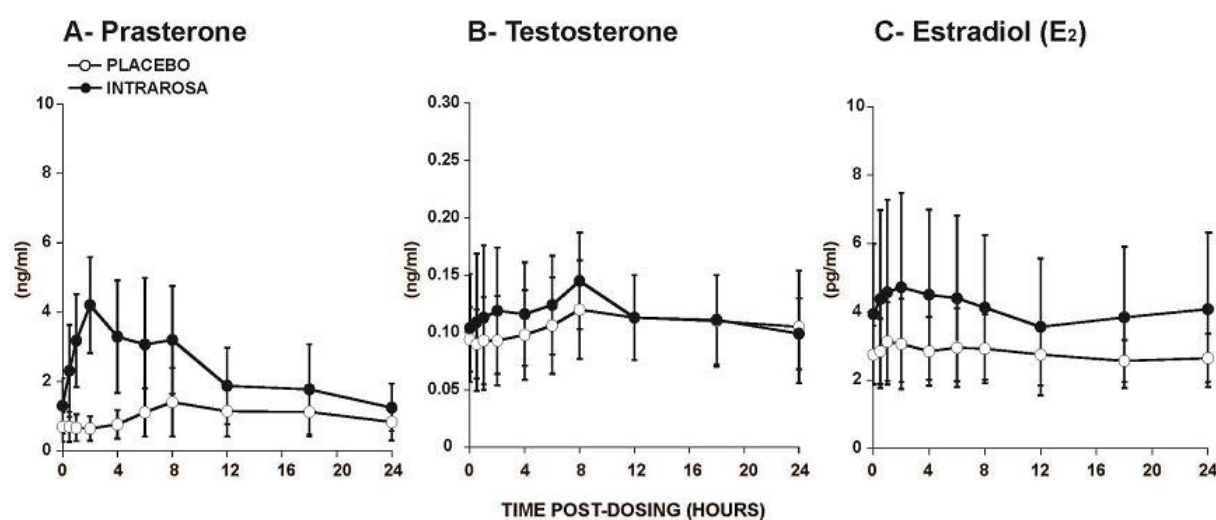 A- Prasterone
PLACEBO
INTRAROSA
10
8
6
4
2
0
(ng/ml)
0 4 8 12 16 20 24
B- Testosterone
0.30
0.25
0.20
0.15
0.10
0.05
0
(ng/ml)
0 4 8 12 16 20 24
C- Estradiol (E₂)
10
8
6
4
2
0
(pg/ml)
0 4 8 12 16 20 24
TIME POST-DOSING (HOURS)